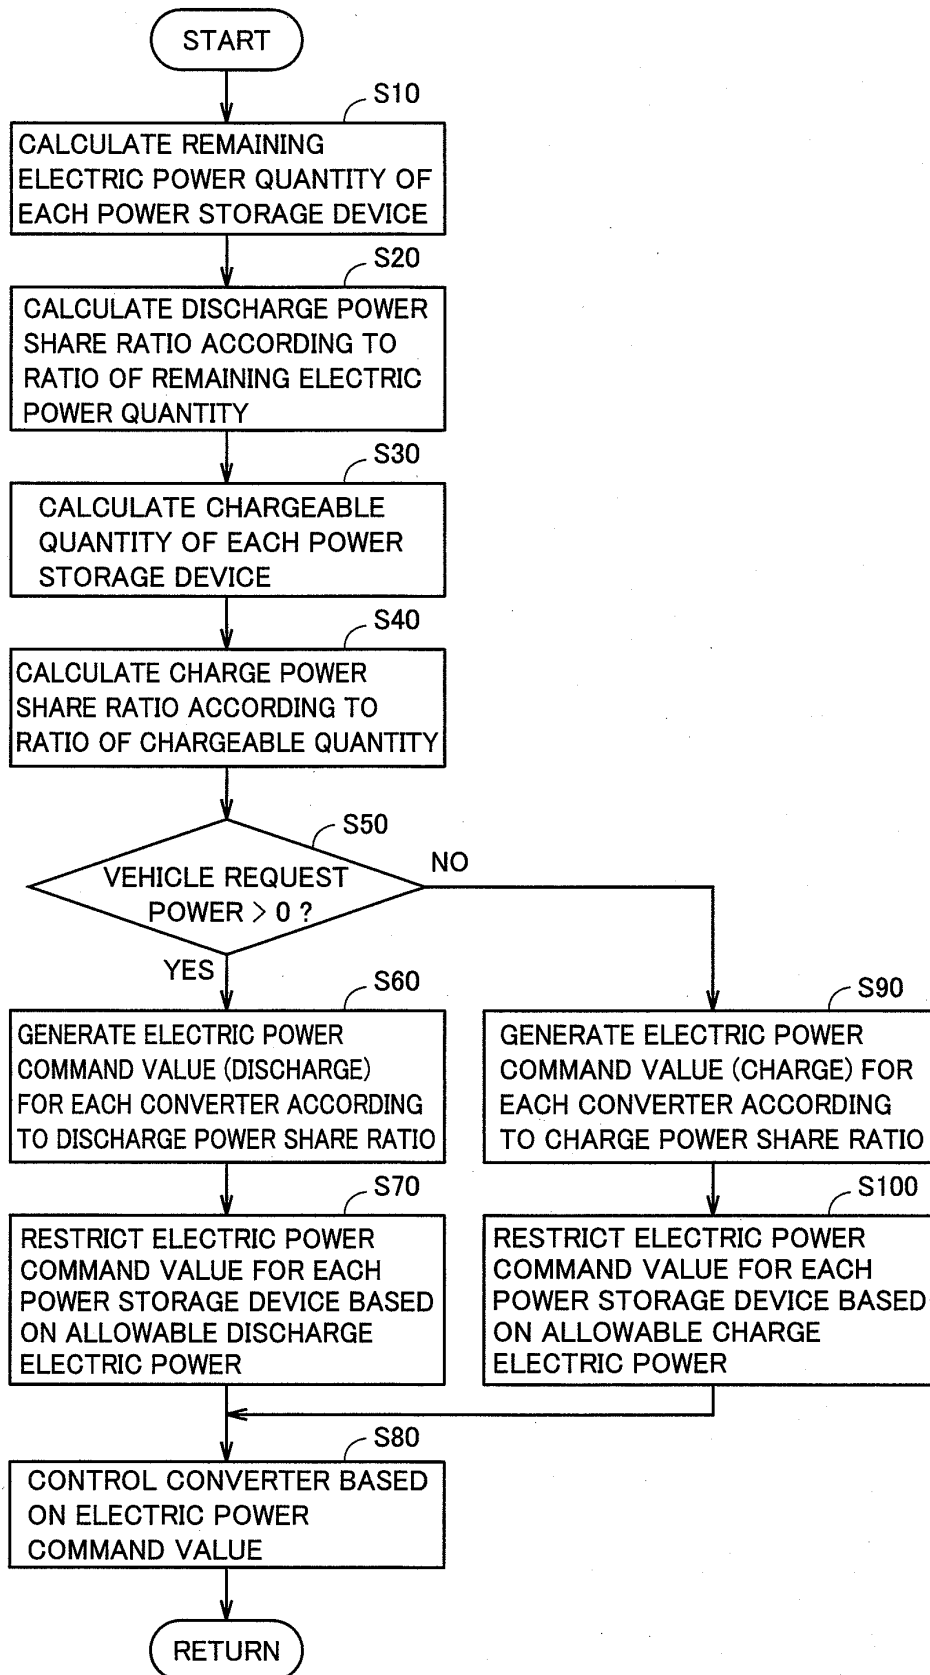 START
S10
CALCULATE REMAINING
ELECTRIC POWER QUANTITY OF
EACH POWER STORAGE DEVICE
S20
CALCULATE DISCHARGE POWER
SHARE RATIO ACCORDING TO
RATIO OF REMAINING ELECTRIC
POWER QUANTITY
S30
CALCULATE CHARGEABLE
QUANTITY OF EACH POWER
STORAGE DEVICE
S40
CALCULATE CHARGE POWER
SHARE RATIO ACCORDING TO
RATIO OF CHARGEABLE QUANTITY
S50
VEHICLE REQUEST
POWER > 0 ?
NO
YES
S60
GENERATE ELECTRIC POWER
COMMAND VALUE (DISCHARGE)
FOR EACH CONVERTER ACCORDING
TO DISCHARGE POWER SHARE RATIO
S90
GENERATE ELECTRIC POWER
COMMAND VALUE (CHARGE) FOR
EACH CONVERTER ACCORDING
TO CHARGE POWER SHARE RATIO
S70
RESTRICT ELECTRIC POWER
COMMAND VALUE FOR EACH
POWER STORAGE DEVICE BASED
ON ALLOWABLE DISCHARGE
ELECTRIC POWER
S100
RESTRICT ELECTRIC POWER
COMMAND VALUE FOR EACH
POWER STORAGE DEVICE BASED
ON ALLOWABLE CHARGE
ELECTRIC POWER
S80
CONTROL CONVERTER BASED
ON ELECTRIC POWER
COMMAND VALUE
RETURN